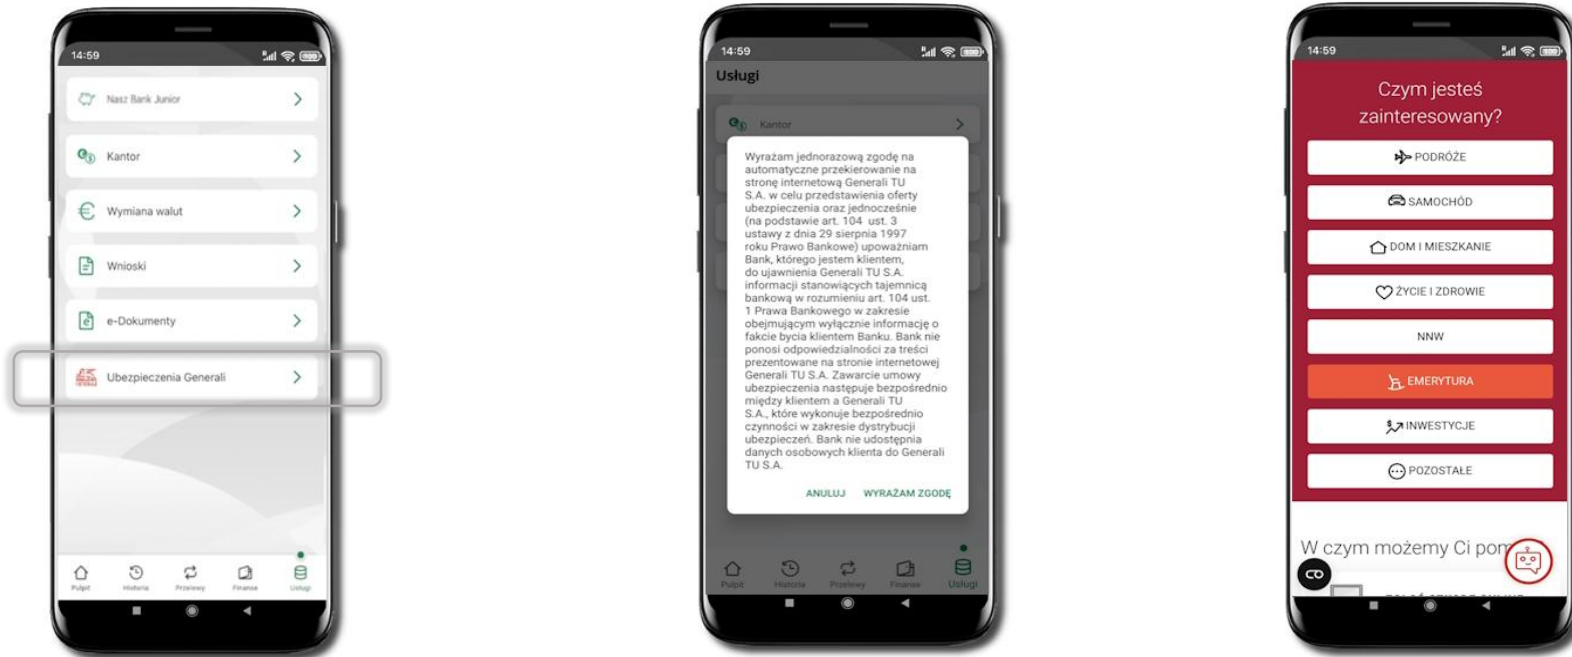 14:59
Nasz Bank Junior
Kantor
Wymiana walut
Wnioski
e-Dokumenty
Ubezpieczenia Generali
Pulpit
Historia
Przelewy
Finanse
Usługi
14:59
Usługi
Kantor
Wyrażam jednorazową zgodę na
automatyczne przekierowanie na
stronę internetową Generali TU
S.A. w celu przedstawienia oferty
ubezpieczenia oraz jednocześnie
(na podstawie art. 104 ust. 3
ustawy z dnia 29 sierpnia 1997
roku Prawo Bankowe) upoważniam
Bank, którego jestem klientem,
do ujawnienia Generali TU S.A.
informacji stanowiących tajemnicą
bankową w rozumieniu art. 104 ust.
1 Prawa Bankowego w zakresie
obejmującym wyłącznie informację o
fakcie bycia klientem Banku. Bank nie
ponosi odpowiedzialności za treści
prezentowane na stronie internetowej
Generali TU S.A. Zawarcie umowy
ubezpieczenia następuje bezpośrednio
między klientem a Generali TU
S.A., które wykonuje bezpośrednio
czynności w zakresie dystrybucji
ubezpieczeń. Bank nie udostępnia
danych osobowych klienta do Generali
TU S.A.
ANULUJ WYRAŻAM ZGODĘ
Pulpit
Historia
Przelewy
Finanse
Usługi
14:59
Czym jesteś
zainteresowany?
PODRÓŻE
SAMOCHÓD
DOM I MIESZKANIE
ŻYCIE I ZDROWIE
NNW
EMERYTURA
INWESTYCJE
POZOSTAŁE
W czym możemy Ci pom